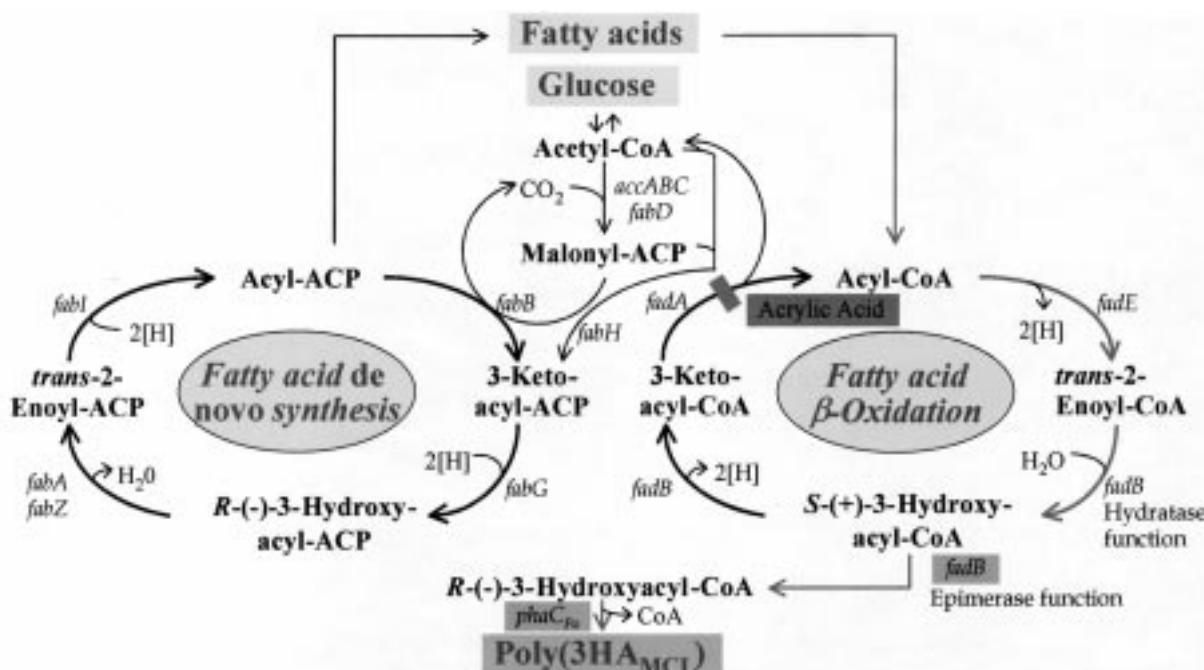 Fatty acids
Glucose
Acetyl-CoA
CO2
accABC
fabD
Malonyl-ACP
Acyl-ACP
fabI
2[H]
fabB
fabH
fadA
Acrylic Acid
Acyl-CoA
2[H]
fadE
trans-2-
Enoyl-ACP
Fatty acid de
novo synthesis
3-Keto-
acyl-ACP
3-Keto-
acyl-CoA
Fatty acid
β-Oxidation
trans-2-
Enoyl-CoA
fabA
fabZ
H20
2[H]
fabG
R-(-)-3-Hydroxy-
acyl-ACP
fadB
2[H]
S-(+)-3-Hydroxy-
acyl-CoA
H2O
fadB
Hydratase
function
fadB
Epimerase function
R-(-)-3-Hydroxyacyl-CoA
phaCPa
CoA
Poly(3HAMCL)